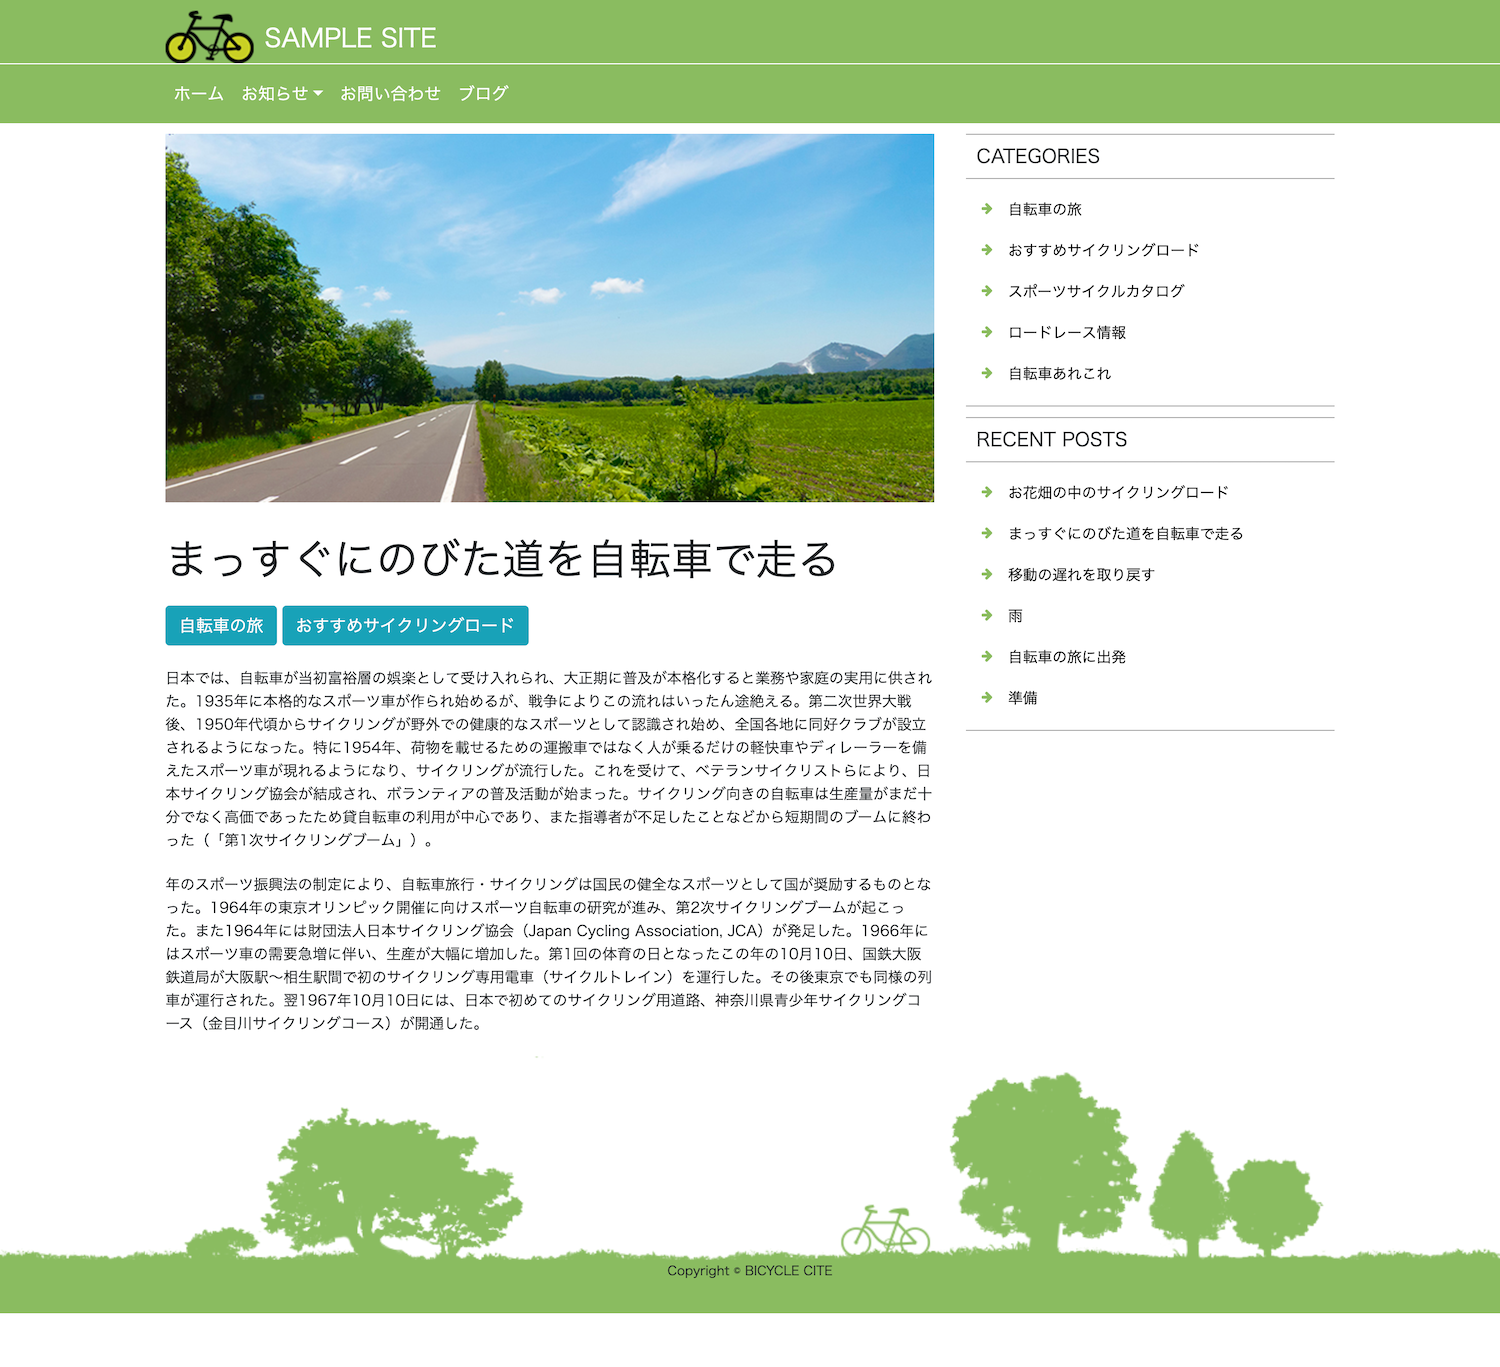 SAMPLE SITE
ホーム お知らせ お問い合わせ ブログ
まっすぐにのびた道を自転車で走る
自転車の旅 おすすめサイクリングロード
日本では、自転車が当初富裕層の娯楽として受け入れられ、大正期に普及が本格化すると業務や家庭の実用に供され
た。1935年に本格的なスポーツ車が作られ始めるが、戦争によりこの流れはいったん途絶える。第二次世界大戦
後、1950年代頃からサイクリングが野外での健康的なスポーツとして認識され始め、全国各地に同好クラブが設立
されるようになった。特に1954年、荷物を載せるための運搬車ではなく人が乗るだけの軽快車やディレーラーを備
えたスポーツ車が現れるようになり、サイクリングが流行した。これを受けて、ベテランサイクリストらにより、日
本サイクリング協会が結成され、ボランティアの普及活動が始まった。サイクリング向きの自転車は生産量がまだ十
分でなく高価であったため貸自転車の利用が中心であり、また指導者が不足したことなどから短期間のブームに終わ
った（「第1次サイクリングブーム」）。
年のスポーツ振興法の制定により、自転車旅行・サイクリングは国民の健全なスポーツとして国が奨励するものとな
った。1964年の東京オリンピック開催に向けスポーツ自転車の研究が進み、第2次サイクリングブームが起こっ
た。また1964年には財団法人日本サイクリング協会（Japan Cycling Association, JCA）が発足した。1966年に
はスポーツ車の需要急増に伴い、生産が大幅に増加した。第1回の体育の日となったこの年の10月10日、国鉄大阪
鉄道局が大阪駅〜相生駅間で初のサイクリング専用電車（サイクルトレイン）を運行した。その後東京でも同様の列
車が運行された。翌1967年10月10日には、日本で初めてのサイクリング用道路、神奈川県青少年サイクリングコ
ース（金目川サイクリングコース）が開通した。
CATEGORIES
自転車の旅
おすすめサイクリングロード
スポーツサイクルカタログ
ロードレース情報
自転車あれこれ
RECENT POSTS
お花畑の中のサイクリングロード
まっすぐにのびた道を自転車で走る
移動の遅れを取り戻す
雨
自転車の旅に出発
準備
Copyright © BICYCLE CITE